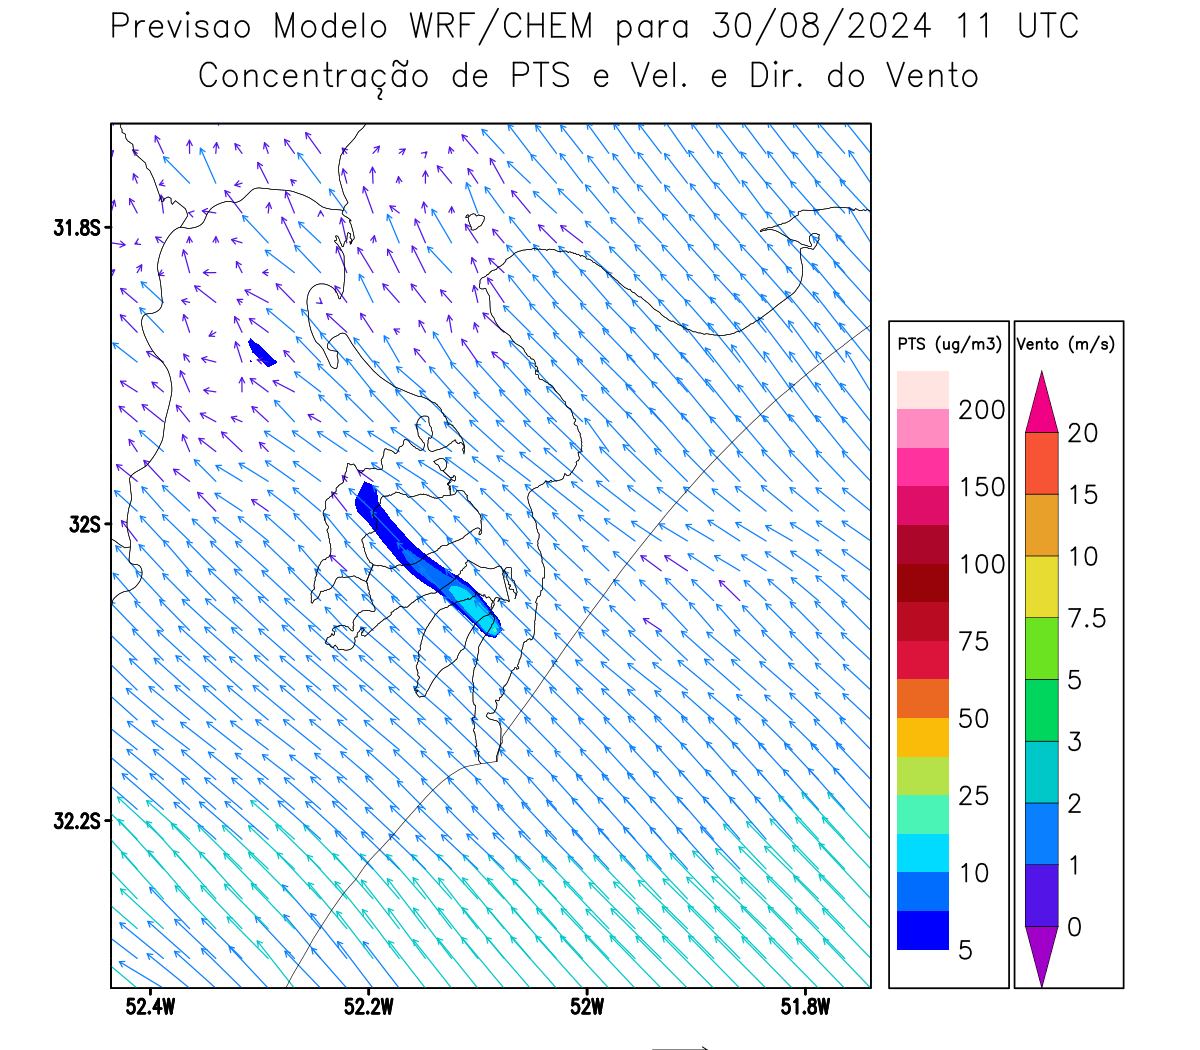 Previsao Modelo WRF/CHEM para 30/08/2024 11 UTC
Concentração de PTS e Vel. e Dir. do Vento
31.8S
32S
32.2S
52.4W
52.2W
52W
51.8W
PTS (ug/m3)
200
150
100
75
50
25
10
5
Vento (m/s)
20
15
10
7.5
5
3
2
1
0